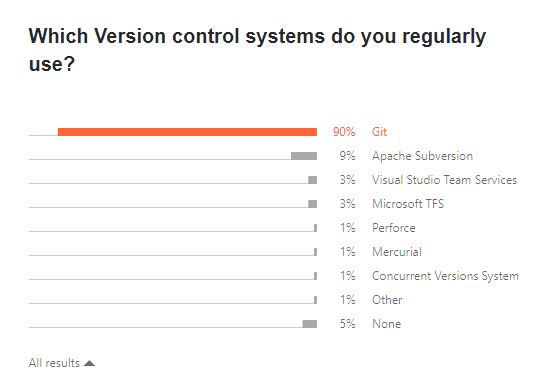 Which Version control systems do you regularly
use?
90% Git
9% Apache Subversion
3% Visual Studio Team Services
3% Microsoft TFS
1% Perforce
1% Mercurial
1% Concurrent Versions System
1% Other
5% None
All results